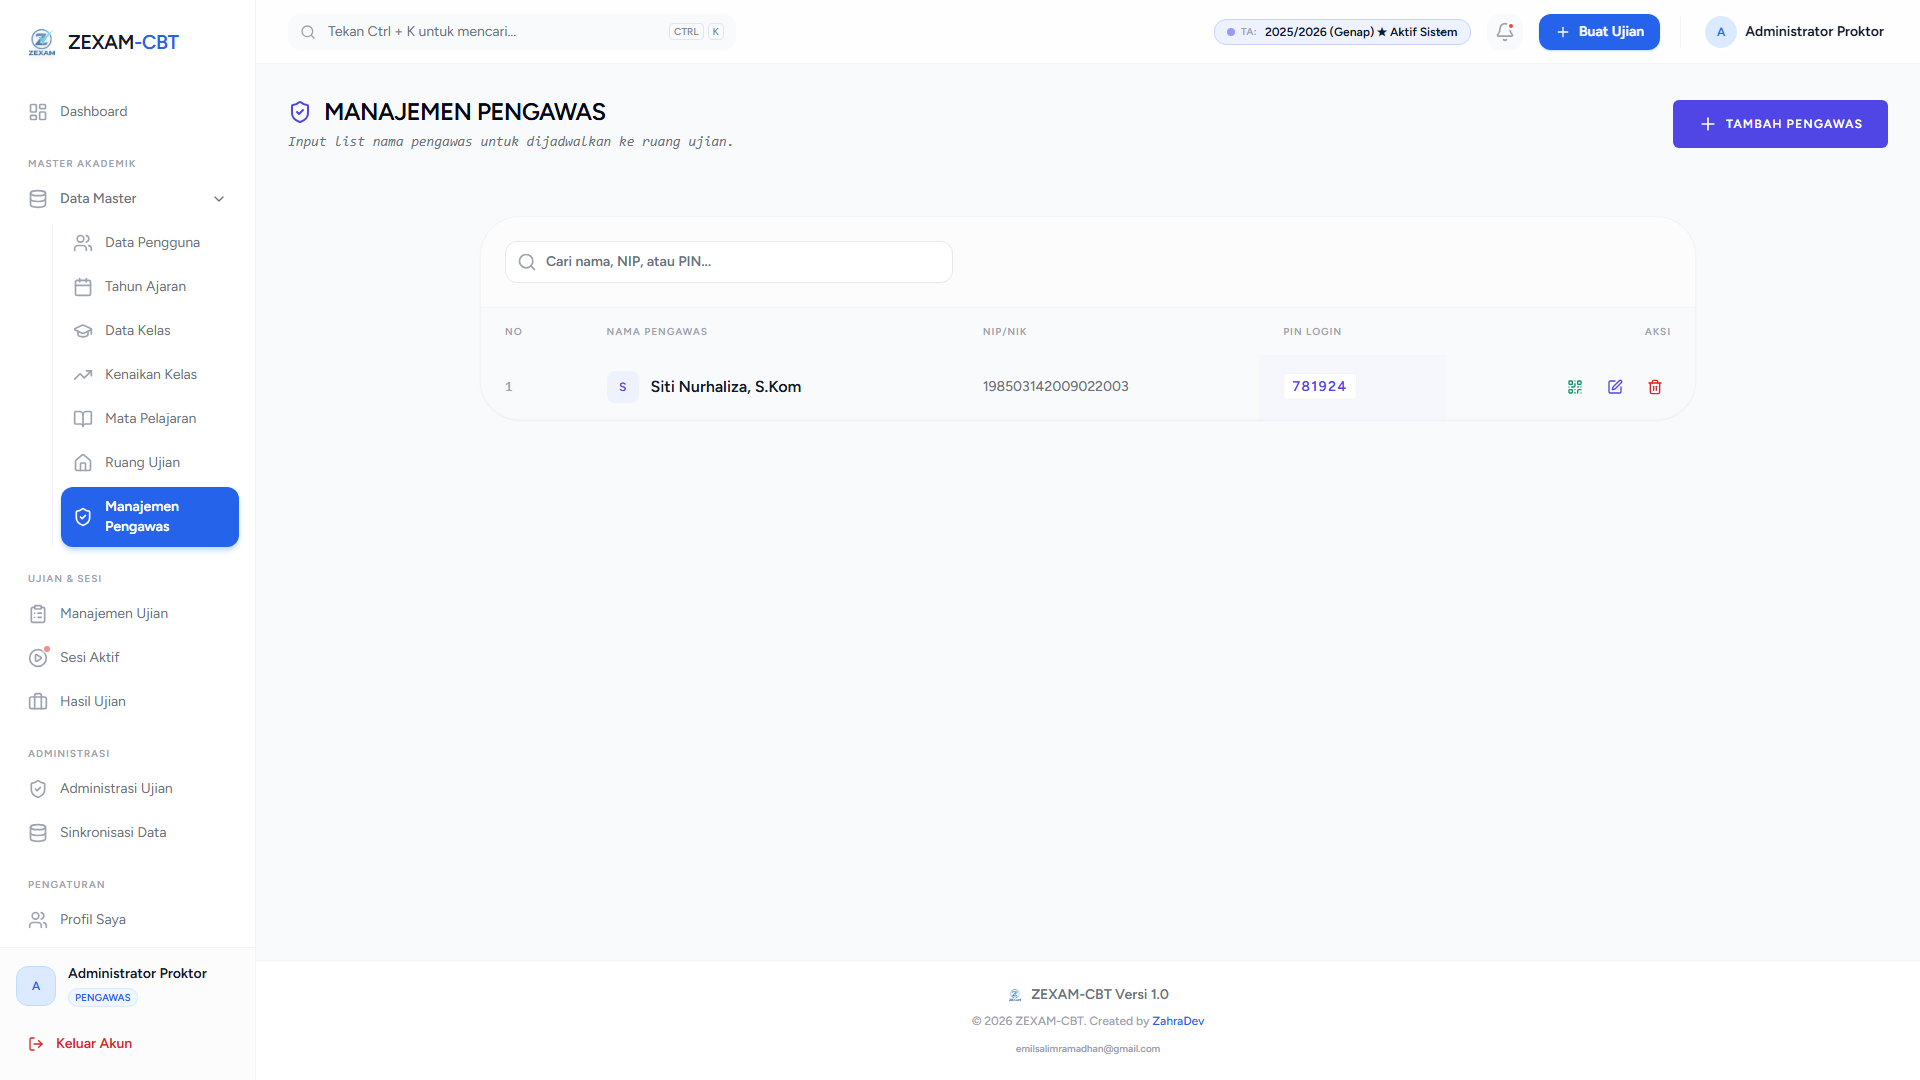 ZEXAM
ZEXAM-CBT
Dashboard
MASTER AKADEMIK
Data Master
Data Pengguna
Tahun Ajaran
Data Kelas
Kenaikan Kelas
Mata Pelajaran
Ruang Ujian
Manajemen
Pengawas
UJIAN & SESI
Manajemen Ujian
Sesi Aktif
Hasil Ujian
ADMINISTRASI
Administrasi Ujian
Sinkronisasi Data
PENGATURAN
Profil Saya
A
Administrator Proktor
PENGAWAS
Keluar Akun
Tekan Ctrl + K untuk mencari...
CTRL K
TA: 2025/2026 (Genap) ★ Aktif Sistem
+ Buat Ujian
A
Administrator Proktor
MANAJEMEN PENGAWAS
Input list nama pengawas untuk dijadwalkan ke ruang ujian.
+ TAMBAH PENGAWAS
Cari nama, NIP, atau PIN...
NO NAMA PENGAWAS NIP/NIK PIN LOGIN AKSI
1 S Siti Nurhaliza, S.Kom 198503142009022003 781924
ZEXAM-CBT Versi 1.0
© 2026 ZEXAM-CBT. Created by ZahraDev
emilsalimramadhan@gmail.com